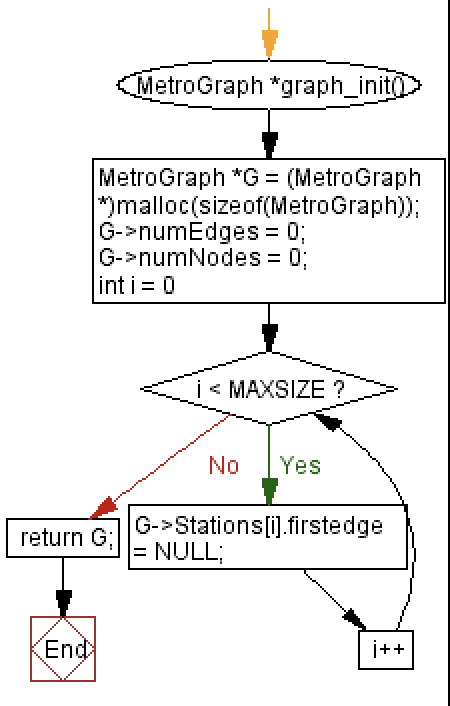 MetroGraph *graph_init()
MetroGraph *G = (MetroGraph
*)malloc(sizeof(MetroGraph));
G->numEdges = 0;
G->numNodes = 0;
int i = 0
i < MAXSIZE ?
No
Yes
G->Stations[i].firstedge
= NULL;
return G;
End
i++